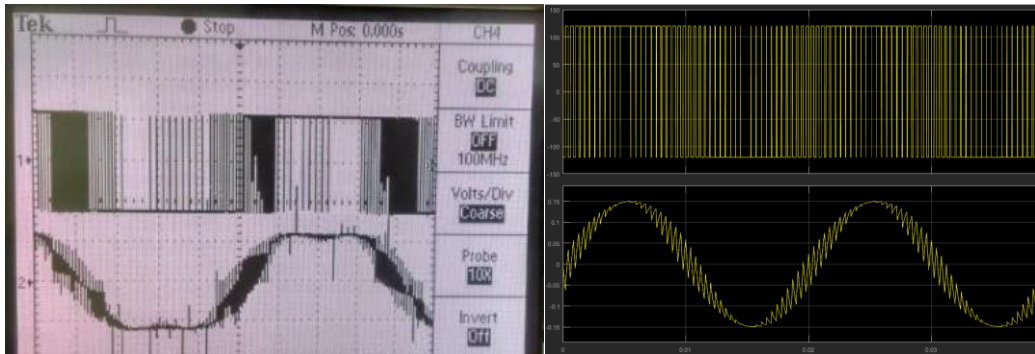 Tek Stop M Pos: 0.000s CH4
Coupling
DC
BW Limit
OFF
100MHz
Volts/Div
Coarse
Probe
10X
Invert
Off
1
2
150
100
50
0
-50
-100
-150
0.15
0.1
0.05
0
-0.05
-0.1
-0.15
0 0.01 0.02 0.03